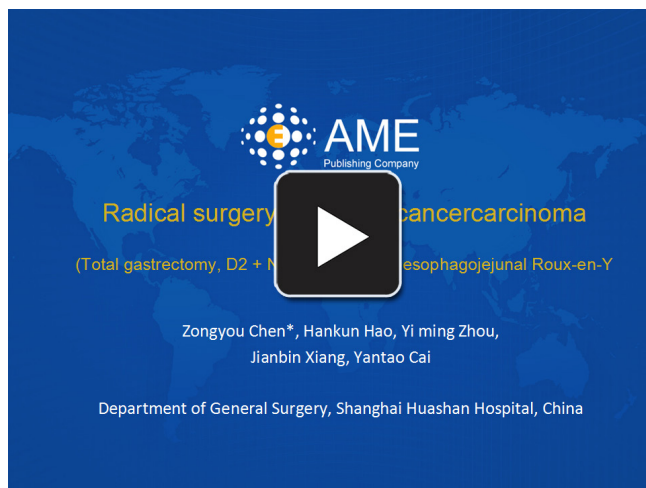 AME
Publishing Company
Radical surgery cancercarcinoma
(Total gastrectomy, D2 + esophagojejunal Roux-en-Y
Zongyou Chen*, Hankun Hao, Yi ming Zhou,
Jianbin Xiang, Yantao Cai
Department of General Surgery, Shanghai Huashan Hospital, China